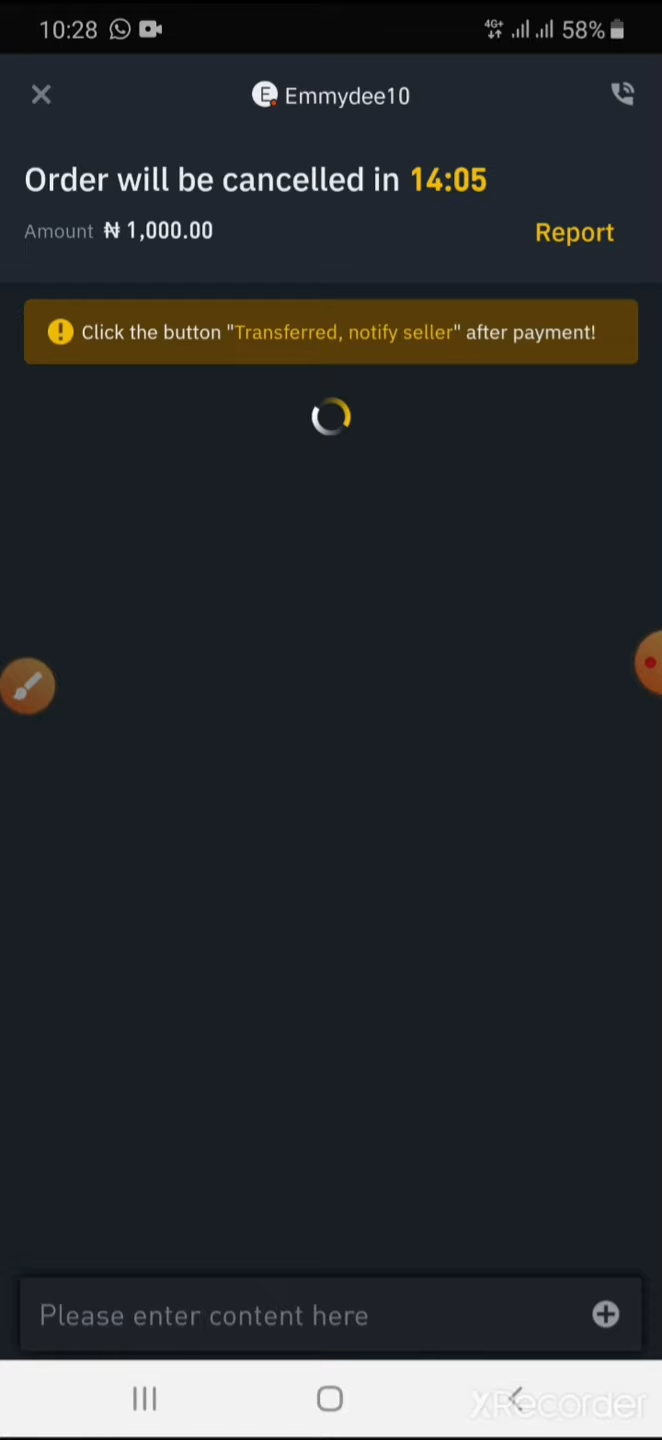 10:28 4G+ 58%
E Emmydee10
Order will be cancelled in 14:05
Amount ₦ 1,000.00 Report
! Click the button "Transferred, notify seller" after payment!
Please enter content here
XRecorder